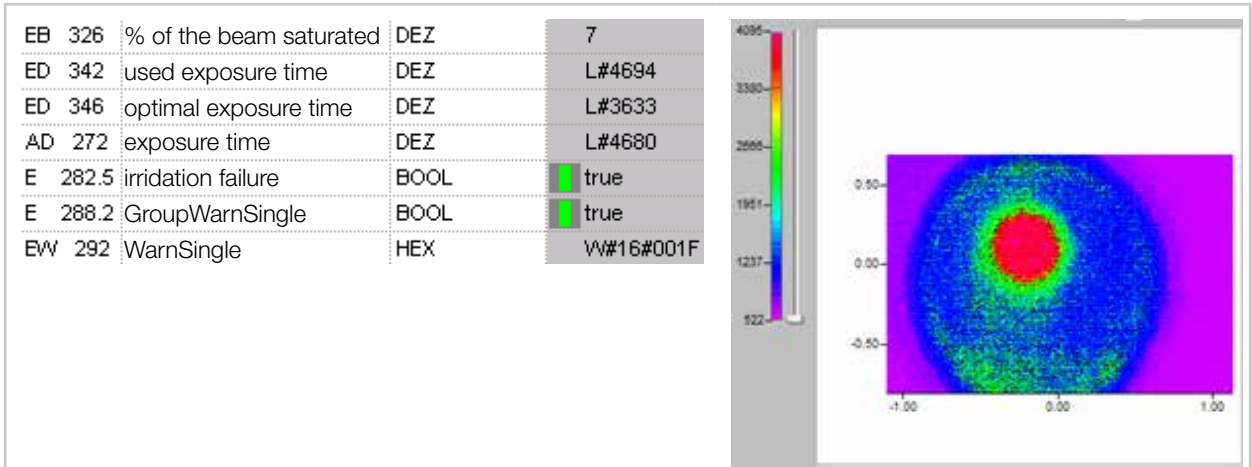 EB 326 % of the beam saturated DEZ 7
ED 342 used exposure time DEZ L#4694
ED 346 optimal exposure time DEZ L#3633
AD 272 exposure time DEZ L#4680
E 282.5 irridation failure BOOL true
E 288.2 GroupWarnSingle BOOL true
EW 292 WarnSingle HEX W#16#001F
4095
3380
1951
1237
522
0.50
0.00
-0.50
-1.00 0.00 1.00